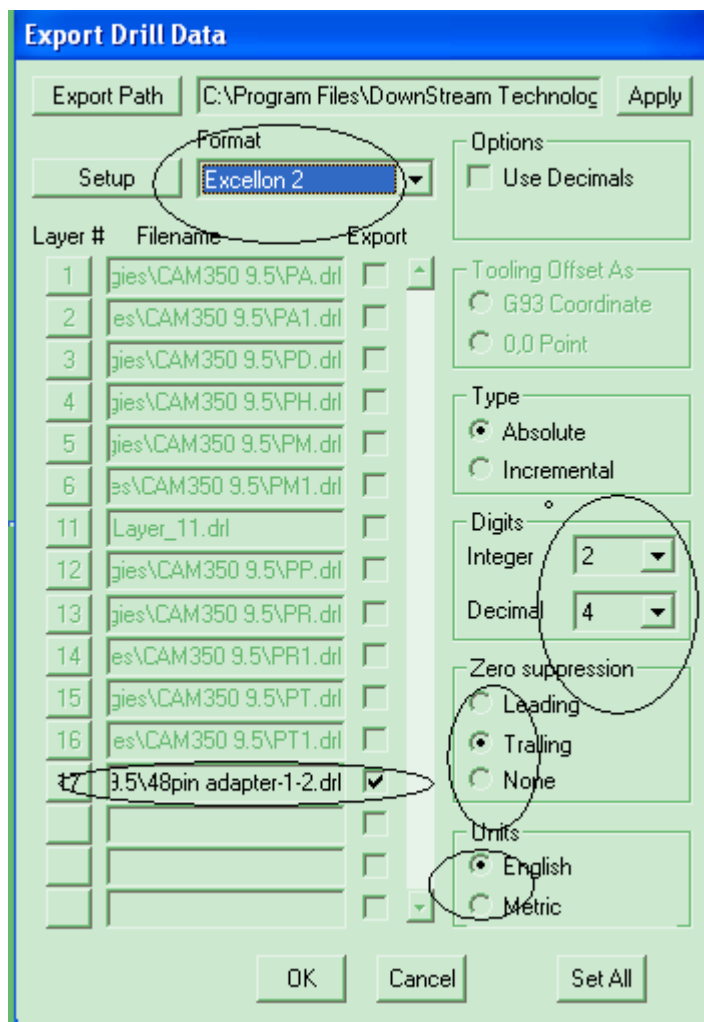 Export Drill Data
Export Path C:\Program Files\DownStream Technolog Apply
Format
Setup Excellon 2
Options
Use Decimals
Layer # Filename Export
1 gies\CAM350 9.5\PA.drl
2 es\CAM350 9.5\PA1.drl
3 gies\CAM350 9.5\PD.drl
4 gies\CAM350 9.5\PH.drl
5 gies\CAM350 9.5\PM.drl
6 es\CAM350 9.5\PM1.drl
11 Layer_11.drl
12 gies\CAM350 9.5\PP.drl
13 gies\CAM350 9.5\PR.drl
14 es\CAM350 9.5\PR1.drl
15 gies\CAM350 9.5\PT.drl
16 es\CAM350 9.5\PT1.drl
17 9.5\48pin adapter-1-2.drl
Tooling Offset As
G93 Coordinate
0,0 Point
Type
Absolute
Incremental
Digits
Integer 2
Decimal 4
Zero suppression
Leading
Trailing
None
Units
English
Metric
OK Cancel Set All